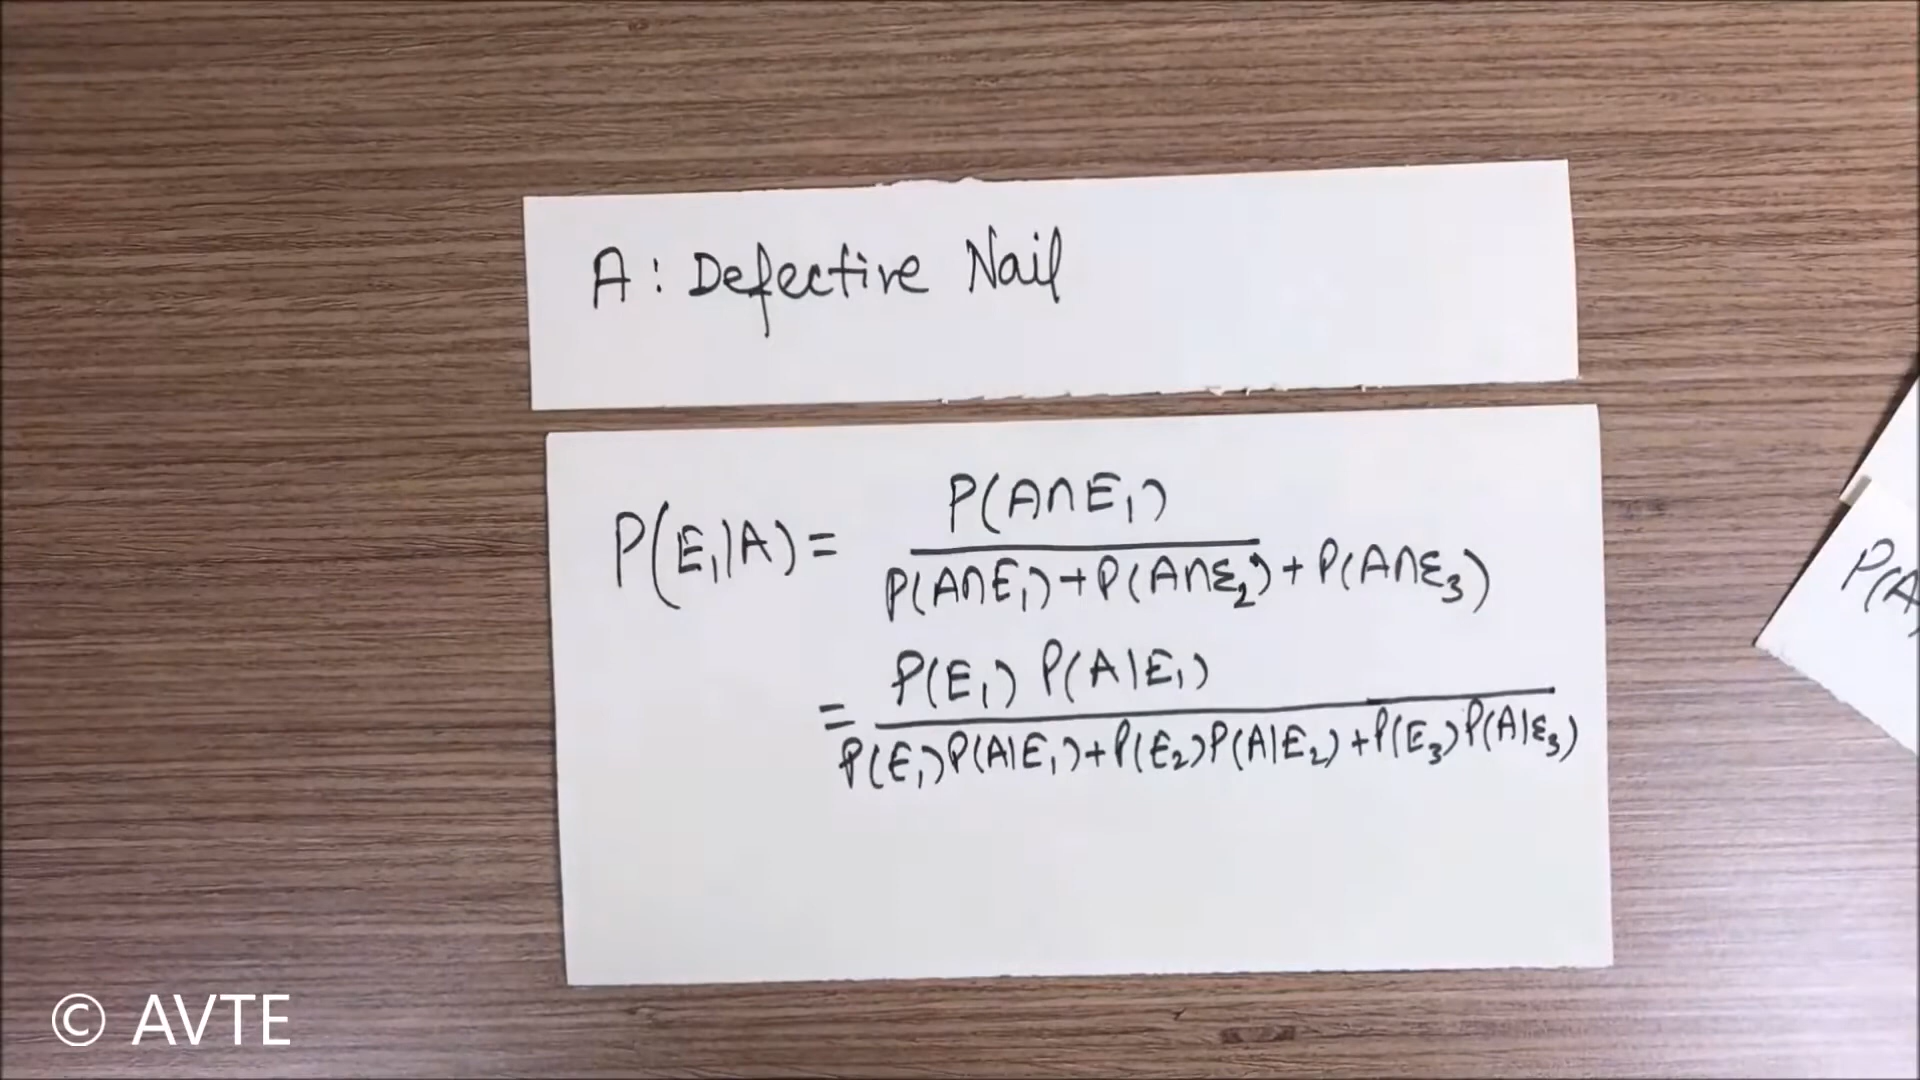 A : Defective Nail
P(E₁|A) = P(A∩E₁) / P(A∩E₁) + P(A∩E₂) + P(A∩E₃)
= P(E₁) P(A|E₁) / P(E₁)P(A|E₁) + P(E₂)P(A|E₂) + P(E₃)P(A|E₃)
P(A
© AVTE